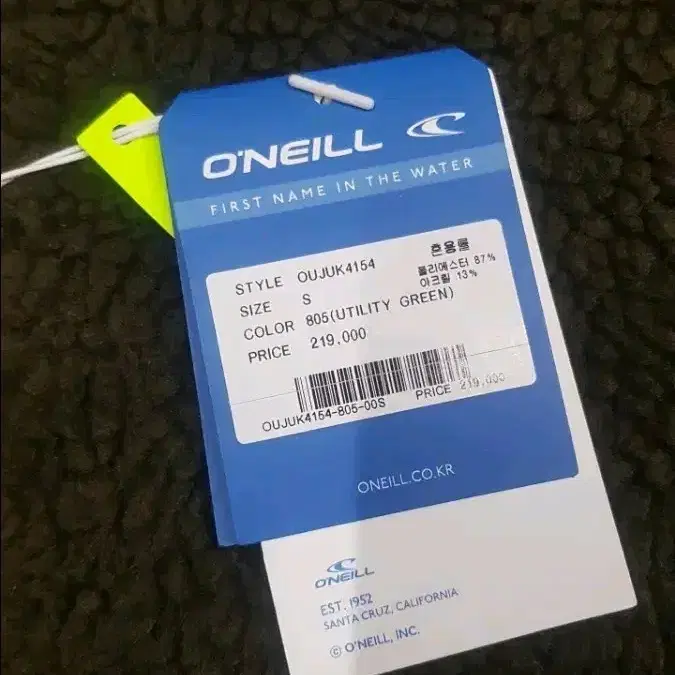 O'NEILL
FIRST NAME IN THE WATER
STYLE OUJUK4154
SIZE S
COLOR 805(UTILITY GREEN)
PRICE 219,000
혼용률
폴리에스터 87%
아크릴 13%
OUJUK4154-805-00S PRICE 219,000
ONEILL.CO.KR
O'NEILL
EST. 1952
SANTA CRUZ, CALIFORNIA
© O'NEILL, INC.